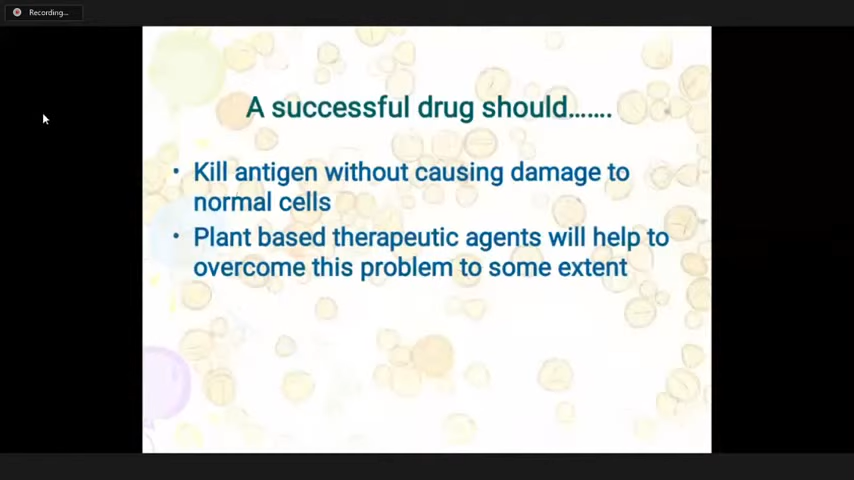 Recording...
A successful drug should.......
• Kill antigen without causing damage to
normal cells
• Plant based therapeutic agents will help to
overcome this problem to some extent